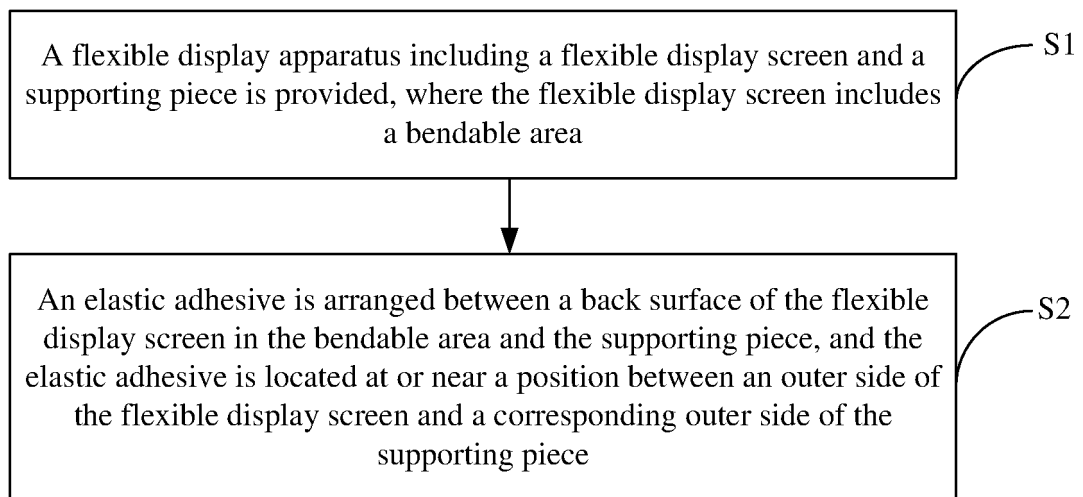 A flexible display apparatus including a flexible display screen and a
supporting piece is provided, where the flexible display screen includes
a bendable area
S1
An elastic adhesive is arranged between a back surface of the flexible
display screen in the bendable area and the supporting piece, and the
elastic adhesive is located at or near a position between an outer side of
the flexible display screen and a corresponding outer side of the
supporting piece
S2